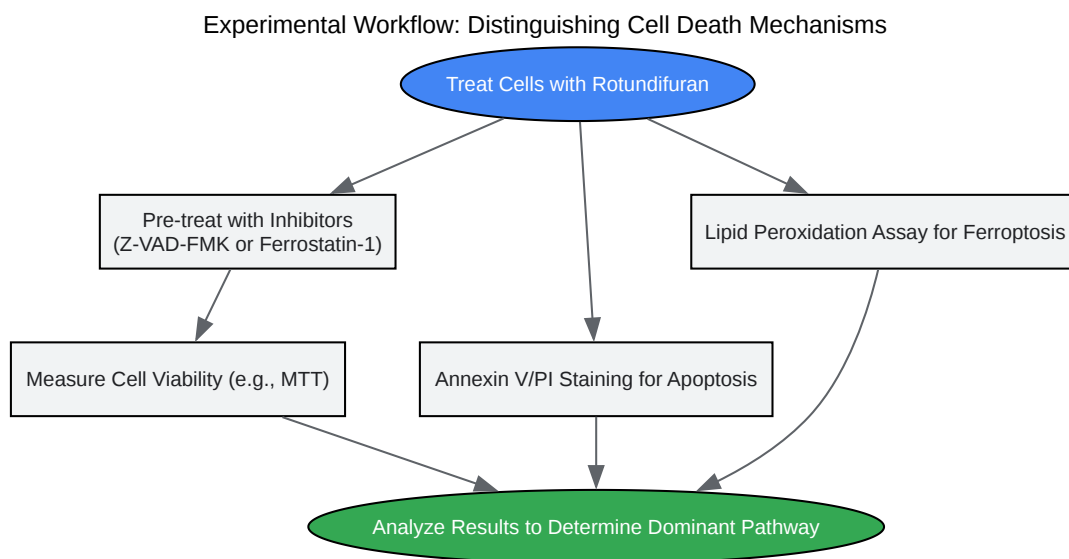 Experimental Workflow: Distinguishing Cell Death Mechanisms
Treat Cells with Rotundifuran
Pre-treat with Inhibitors
(Z-VAD-FMK or Ferrostatin-1)
Lipid Peroxidation Assay for Ferroptosis
Measure Cell Viability (e.g., MTT)
Annexin V/PI Staining for Apoptosis
Analyze Results to Determine Dominant Pathway